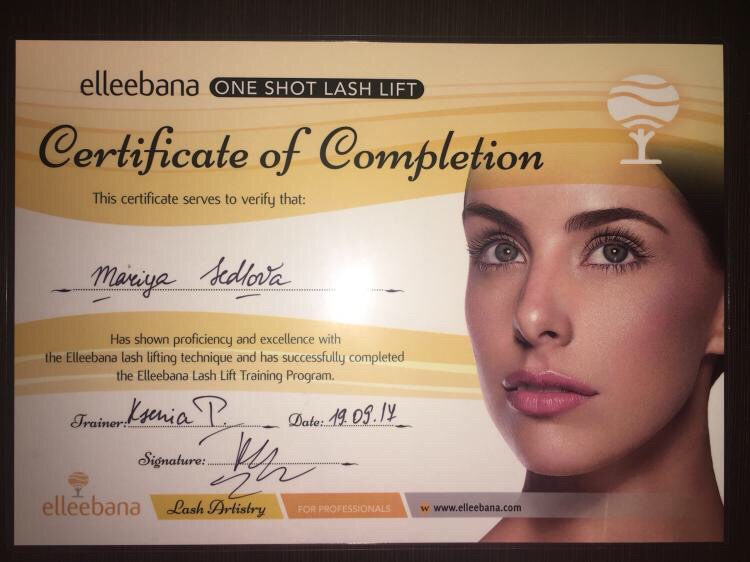 elleebana ONE SHOT LASH LIFT
Certificate of Completion
This certificate serves to verify that:
Mariya Sedlova
Has shown proficiency and excellence with
the Elleebana lash lifting technique and has successfully completed
the Elleebana Lash Lift Training Program.
Trainer: Ksenia P. Date: 19.09.17
Signature:
elleebana Lash Artistry FOR PROFESSIONALS w www.elleebana.com